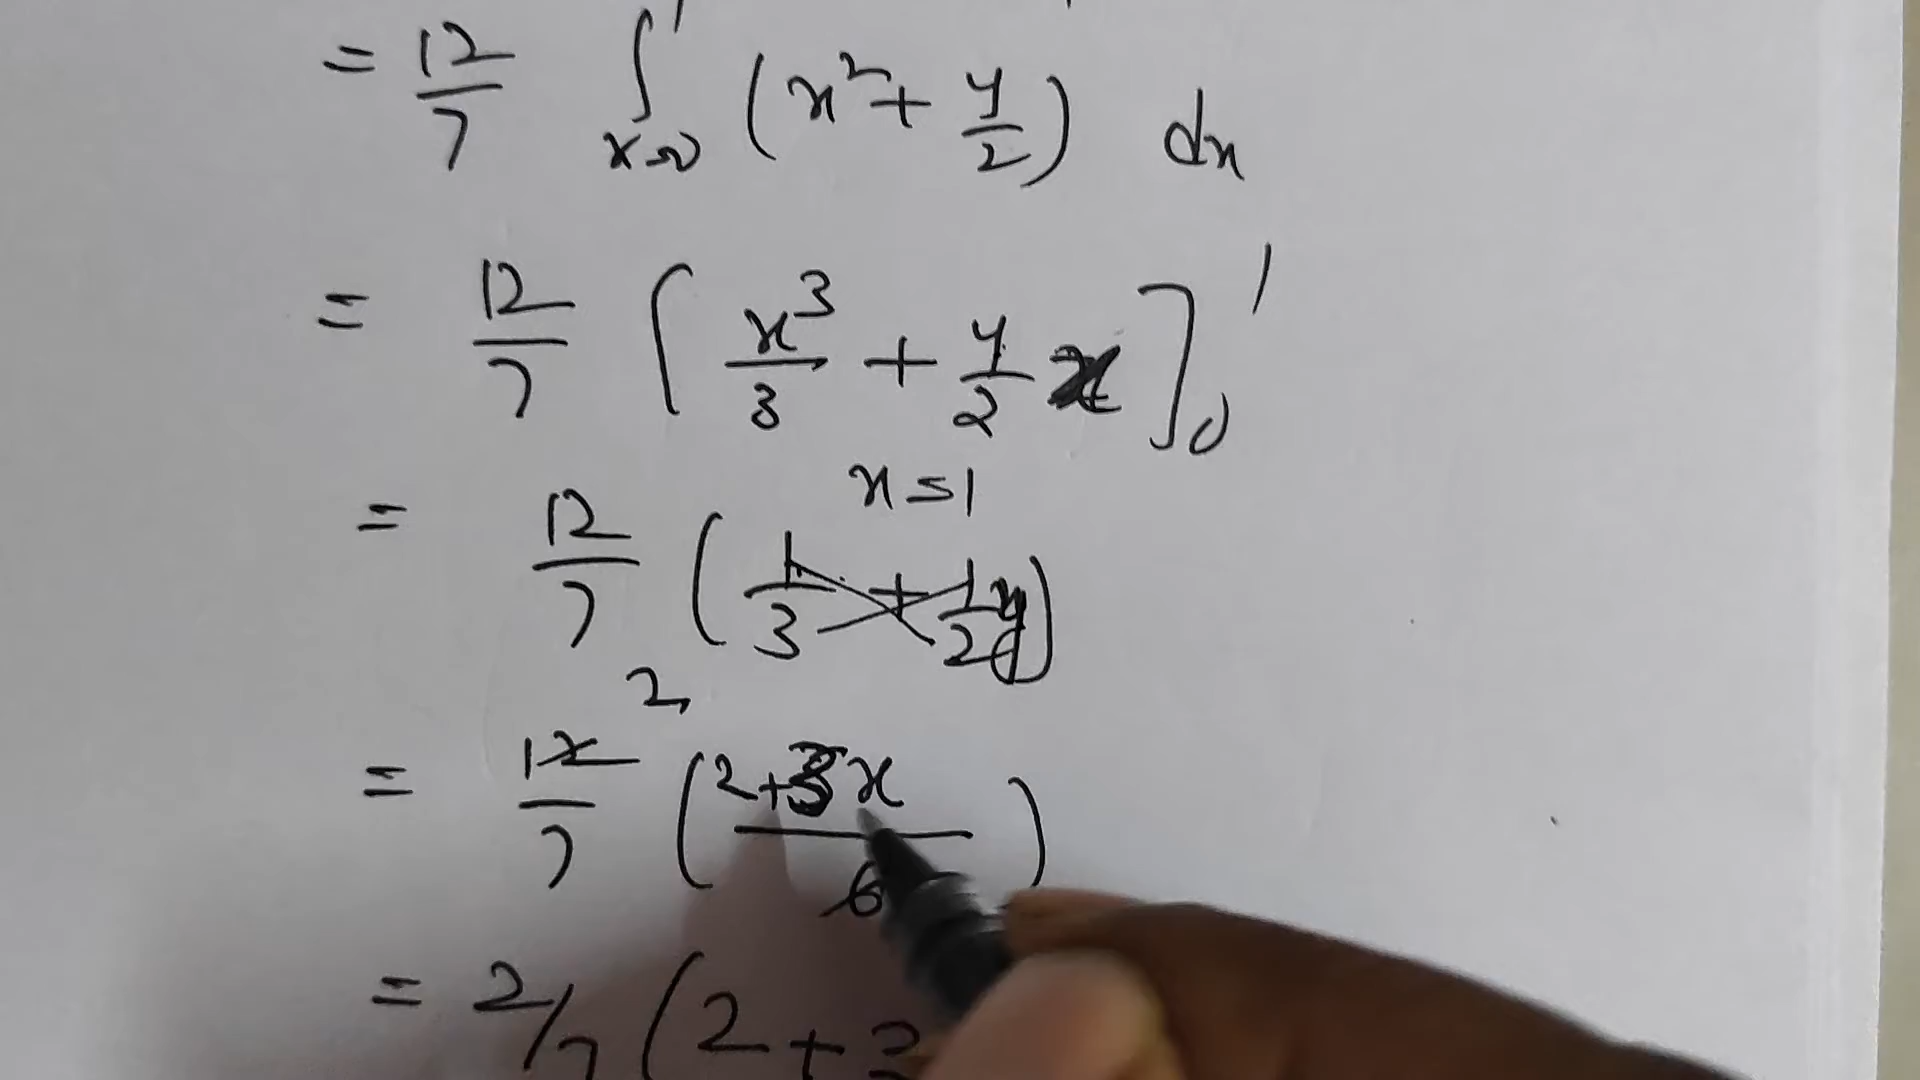 = 12/7 ∫_{x=0}^{1} (x² + y/2) dx
= 12/7 [x³/3 + y/2 x]_0^1
x=1
= 12/7 (1/3 + 1/2 y)
2
= 12/7 (2+3x/6)
= 2/7 (2+3